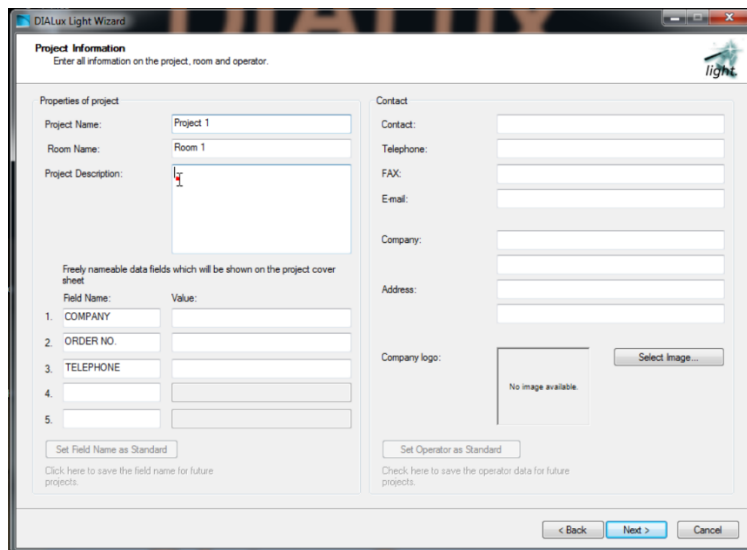 DIALux Light Wizard
Project Information
Enter all information on the project, room and operator.
light
Properties of project
Project Name:
Project 1
Room Name:
Room 1
Project Description:
Freely nameable data fields which will be shown on the project cover
sheet
Field Name:
Value:
1.
COMPANY
2.
ORDER NO.
3.
TELEPHONE
4.
5.
Set Field Name as Standard
Click here to save the field name for future
projects.
Contact
Contact:
Telephone:
FAX:
E-mail:
Company:
Address:
Company logo:
No image available.
Select Image...
Set Operator as Standard
Check here to save the operator data for future
projects.
< Back
Next >
Cancel